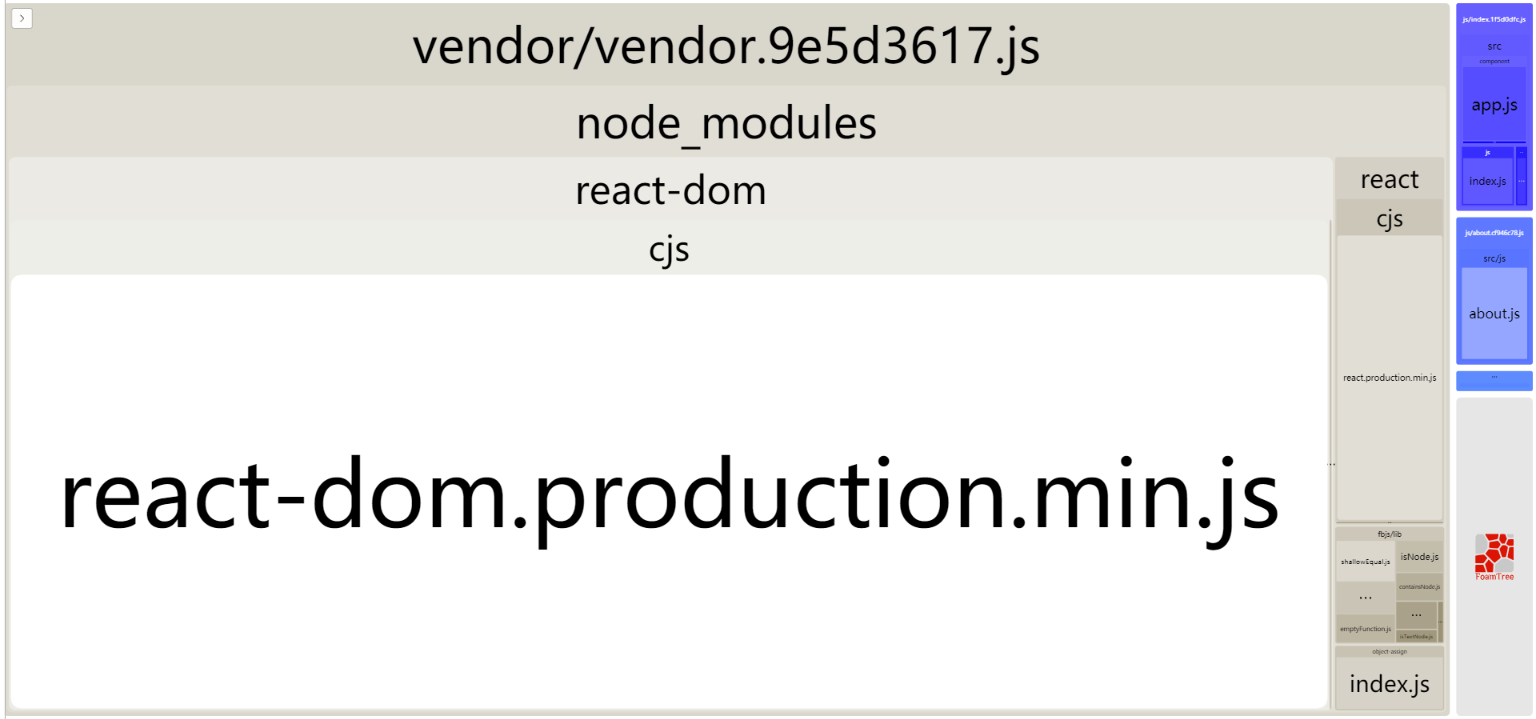 vendor/vendor.9e5d3617.js
node_modules
react-dom
cjs
react-dom.production.min.js
...
react
cjs
react.production.min.js
fbjs/lib
shallowEqual.js
isNode.js
containsNode.js
...
...
emptyFunction.js
isTextNode.js
object-assign
index.js
js/index.1f5d0dfc.js
src
component
app.js
js
...
index.js
...
js/about.cf946c78.js
src/js
about.js
...
FoamTree